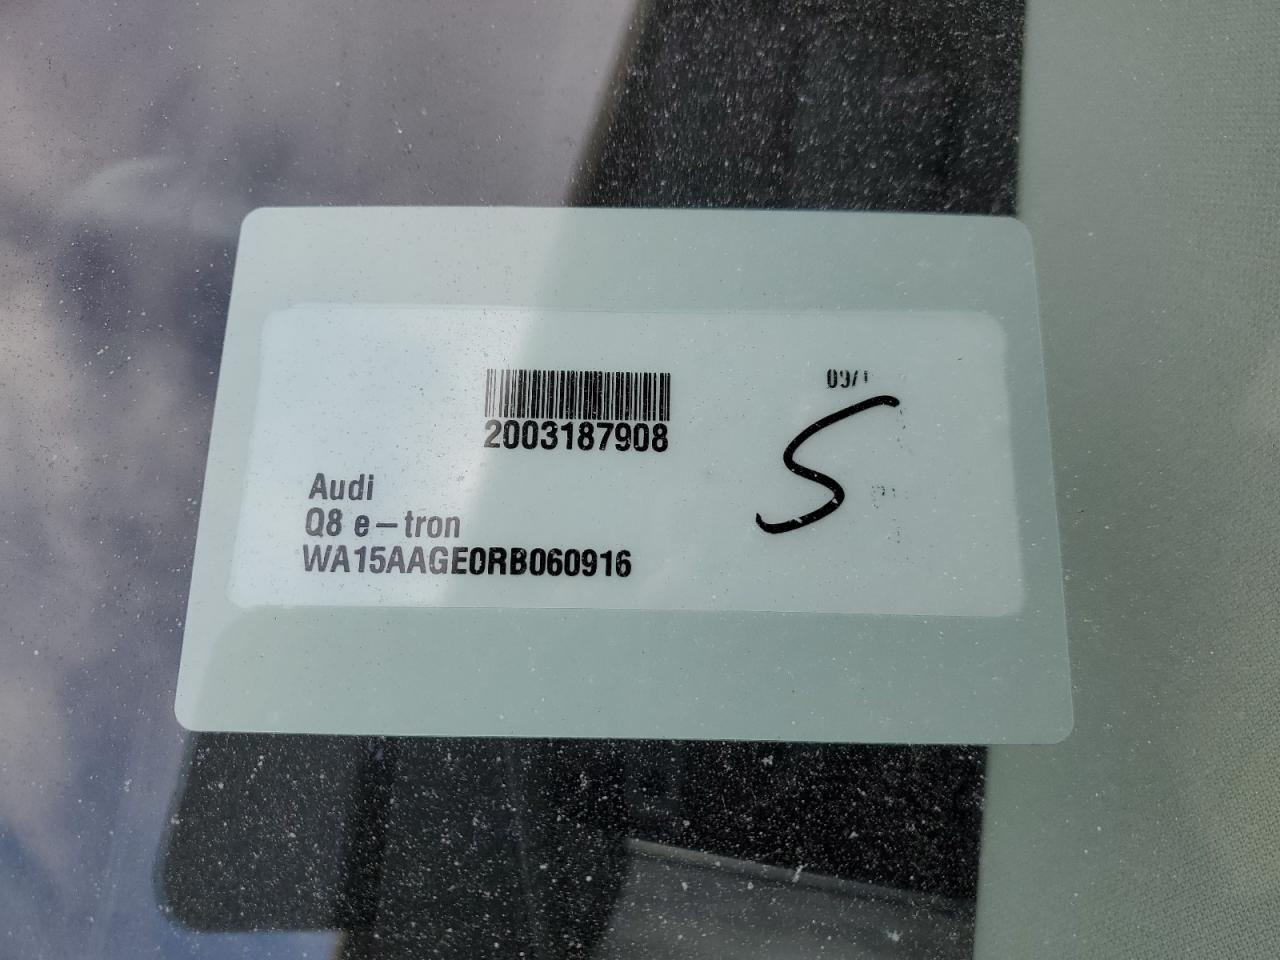 2003187908
S
Audi
Q8 e-tron
WA15AAGE0RB060916